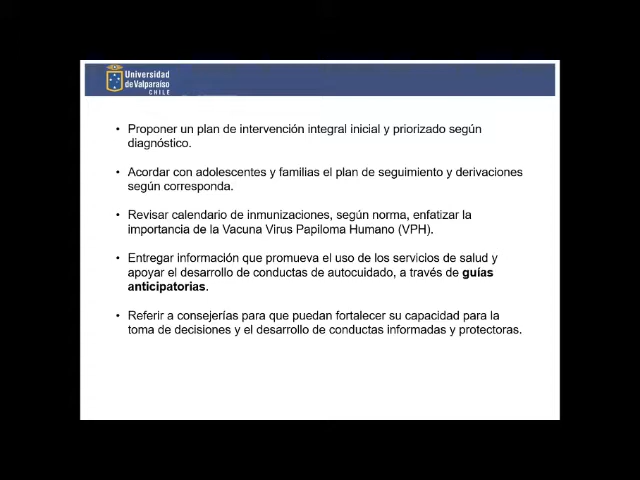 Universidad
de Valparaíso
CHILE
• Proponer un plan de intervención integral inicial y priorizado según
diagnóstico.
• Acordar con adolescentes y familias el plan de seguimiento y derivaciones
según corresponda.
• Revisar calendario de inmunizaciones, según norma, enfatizar la
importancia de la Vacuna Virus Papiloma Humano (VPH).
• Entregar información que promueva el uso de los servicios de salud y
apoyar el desarrollo de conductas de autocuidado, a través de guías
anticipatorias.
• Referir a consejerías para que puedan fortalecer su capacidad para la
toma de decisiones y el desarrollo de conductas informadas y protectoras.